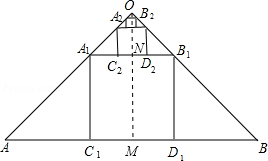 O
A₂ B₂
A₁ N B₁
C₂ D₂
A C₁ M D₁ B